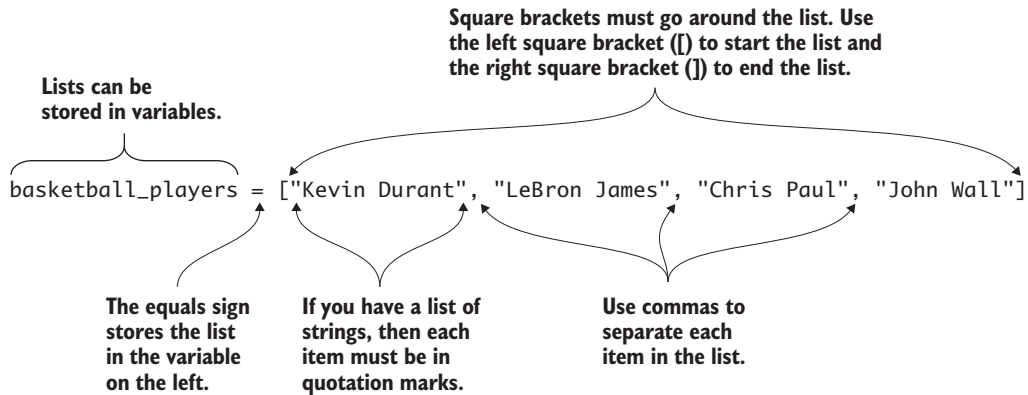 Square brackets must go around the list. Use
the left square bracket ([) to start the list and
the right square bracket (]) to end the list.
Lists can be
stored in variables.
basketball_players = ["Kevin Durant", "LeBron James", "Chris Paul", "John Wall"]
The equals sign
stores the list
in the variable
on the left.
If you have a list of
strings, then each
item must be in
quotation marks.
Use commas to
separate each
item in the list.